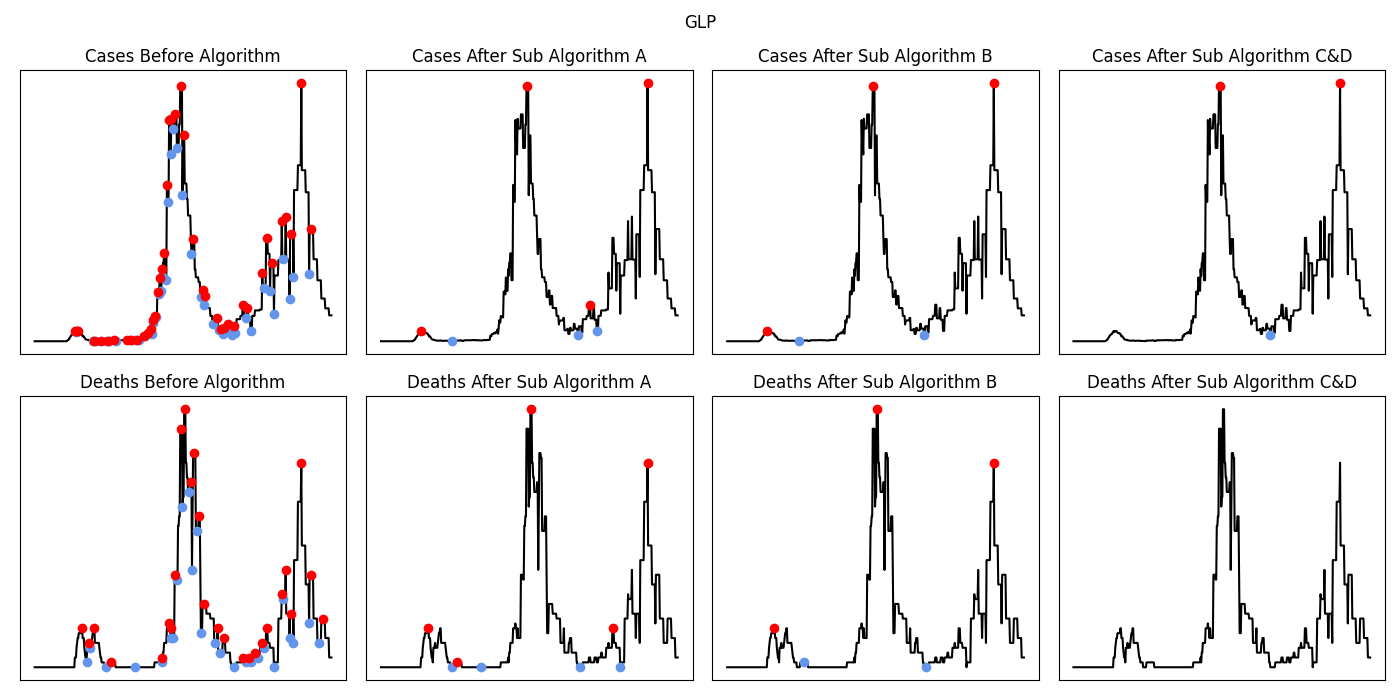 GLP
Cases Before Algorithm
Cases After Sub Algorithm A
Cases After Sub Algorithm B
Cases After Sub Algorithm C&D
Deaths Before Algorithm
Deaths After Sub Algorithm A
Deaths After Sub Algorithm B
Deaths After Sub Algorithm C&D